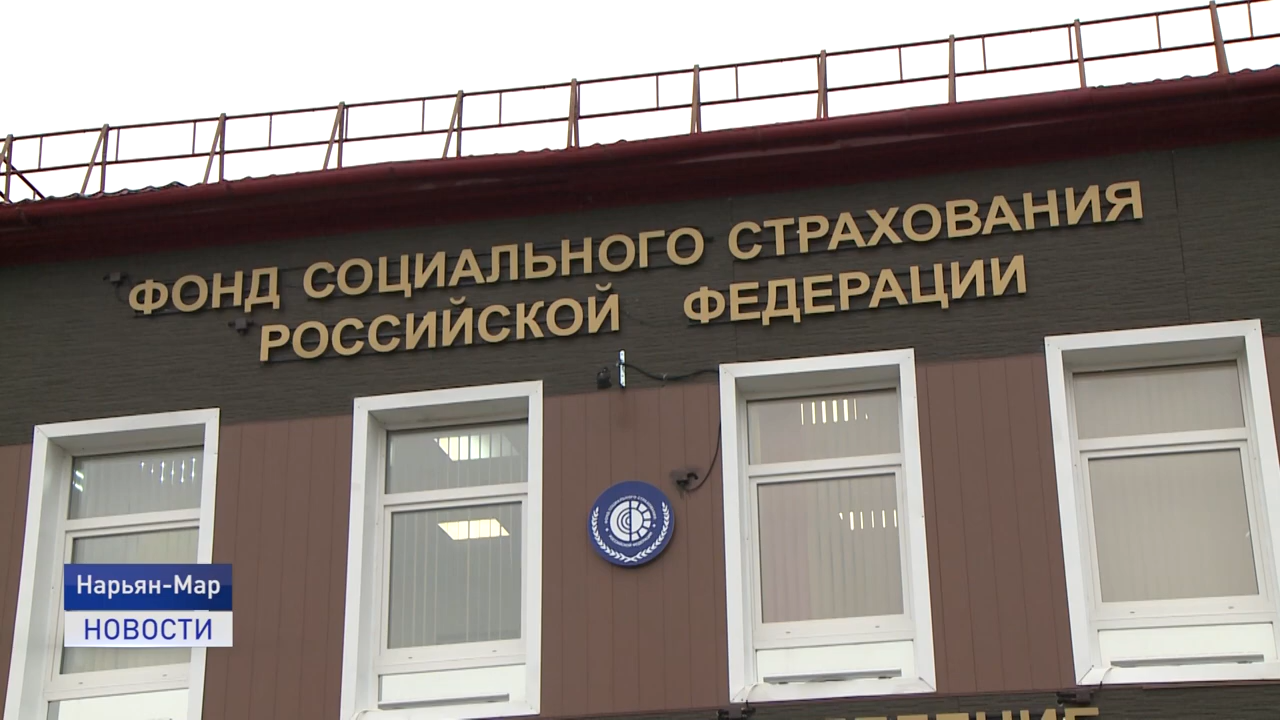 ФОНД СОЦИАЛЬНОГО СТРАХОВАНИЯ
РОССИЙСКОЙ ФЕДЕРАЦИИ
Нарьян-Мар
НОВОСТИ